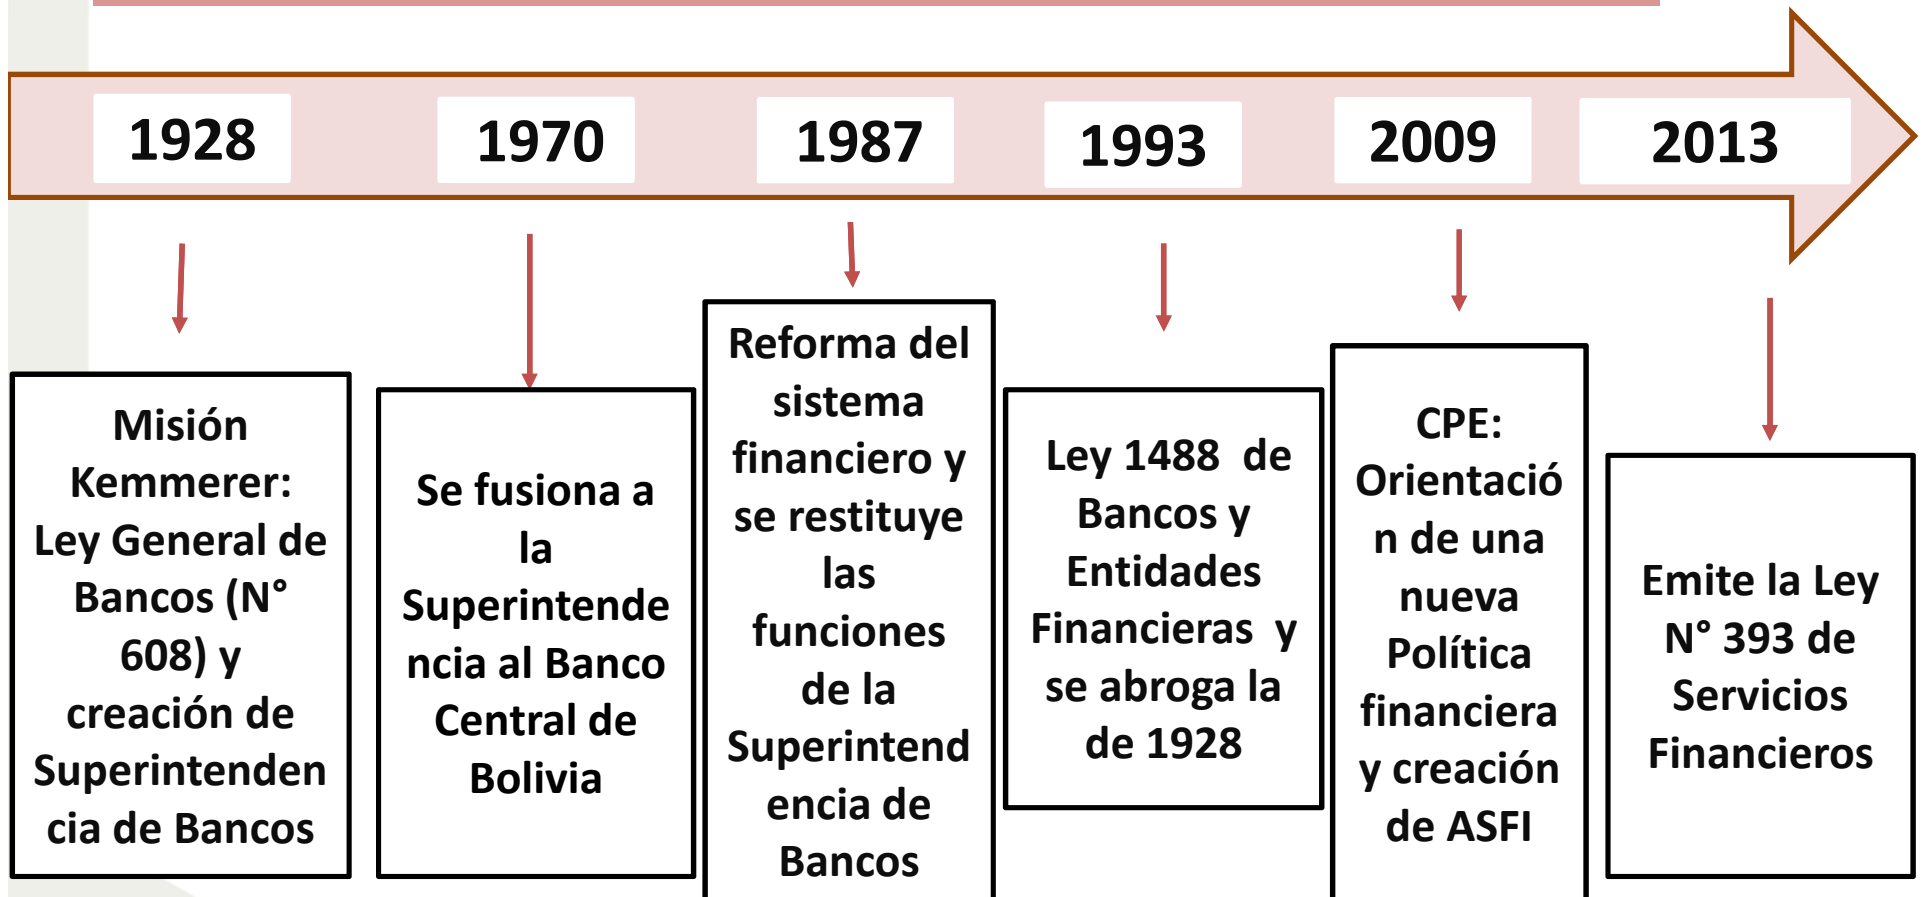 1928
1970
1987
1993
2009
2013
Misión
Kemmerer:
Ley General de
Bancos (N°
608) y
creación de
Superintenden
cia de Bancos
Se fusiona a
la
Superintende
ncia al Banco
Central de
Bolivia
Reforma del
sistema
financiero y
se restituye
las
funciones
de la
Superintend
encia de
Bancos
Ley 1488 de
Bancos y
Entidades
Financieras y
se abroga la
de 1928
CPE:
Orientació
n de una
nueva
Política
financiera
y creación
de ASFI
Emite la Ley
N° 393 de
Servicios
Financieros